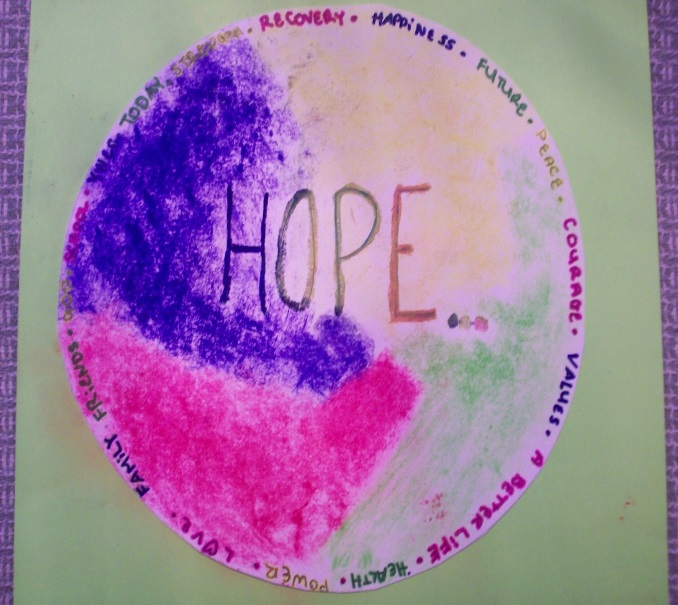 HOPE...
RECOVERY • HAPPINESS • FUTURE • PEACE • COURAGE • VALUES • A BETTER LIFE • HEALTH • POWER • LOVE • FAMILY FRIENDS • TODAY